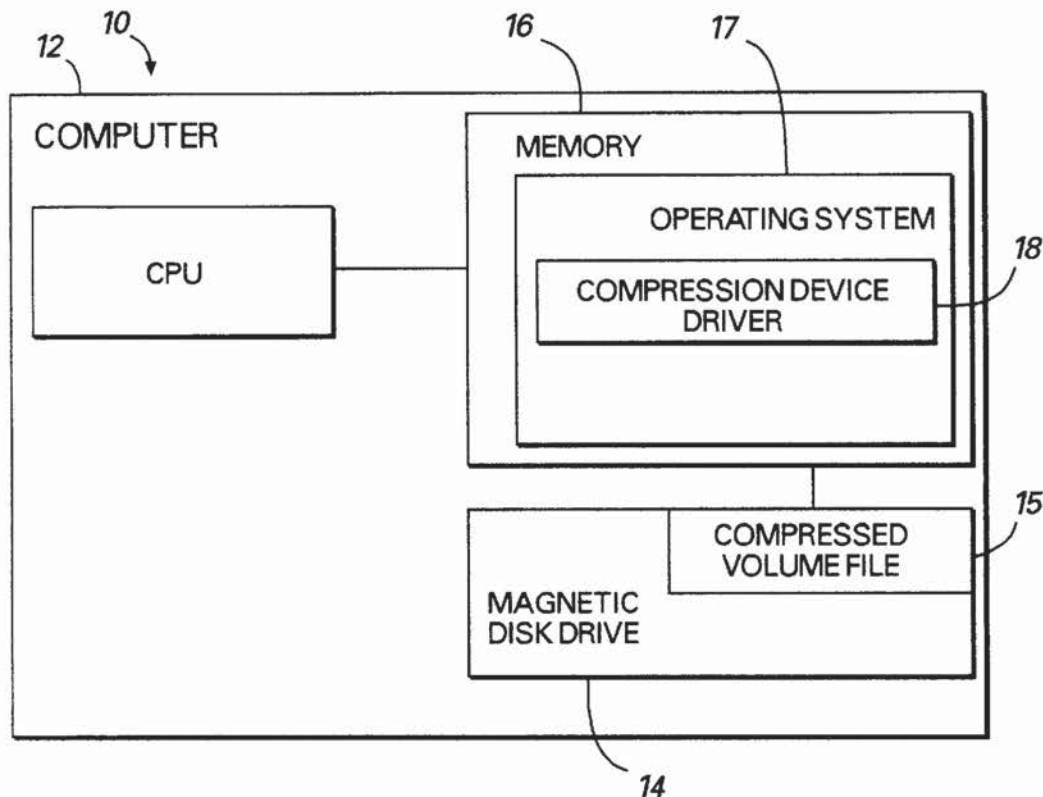 10
12
16
17
COMPUTER
MEMORY
OPERATING SYSTEM
18
CPU
COMPRESSION DEVICE
DRIVER
15
COMPRESSED
VOLUME FILE
MAGNETIC
DISK DRIVE
14